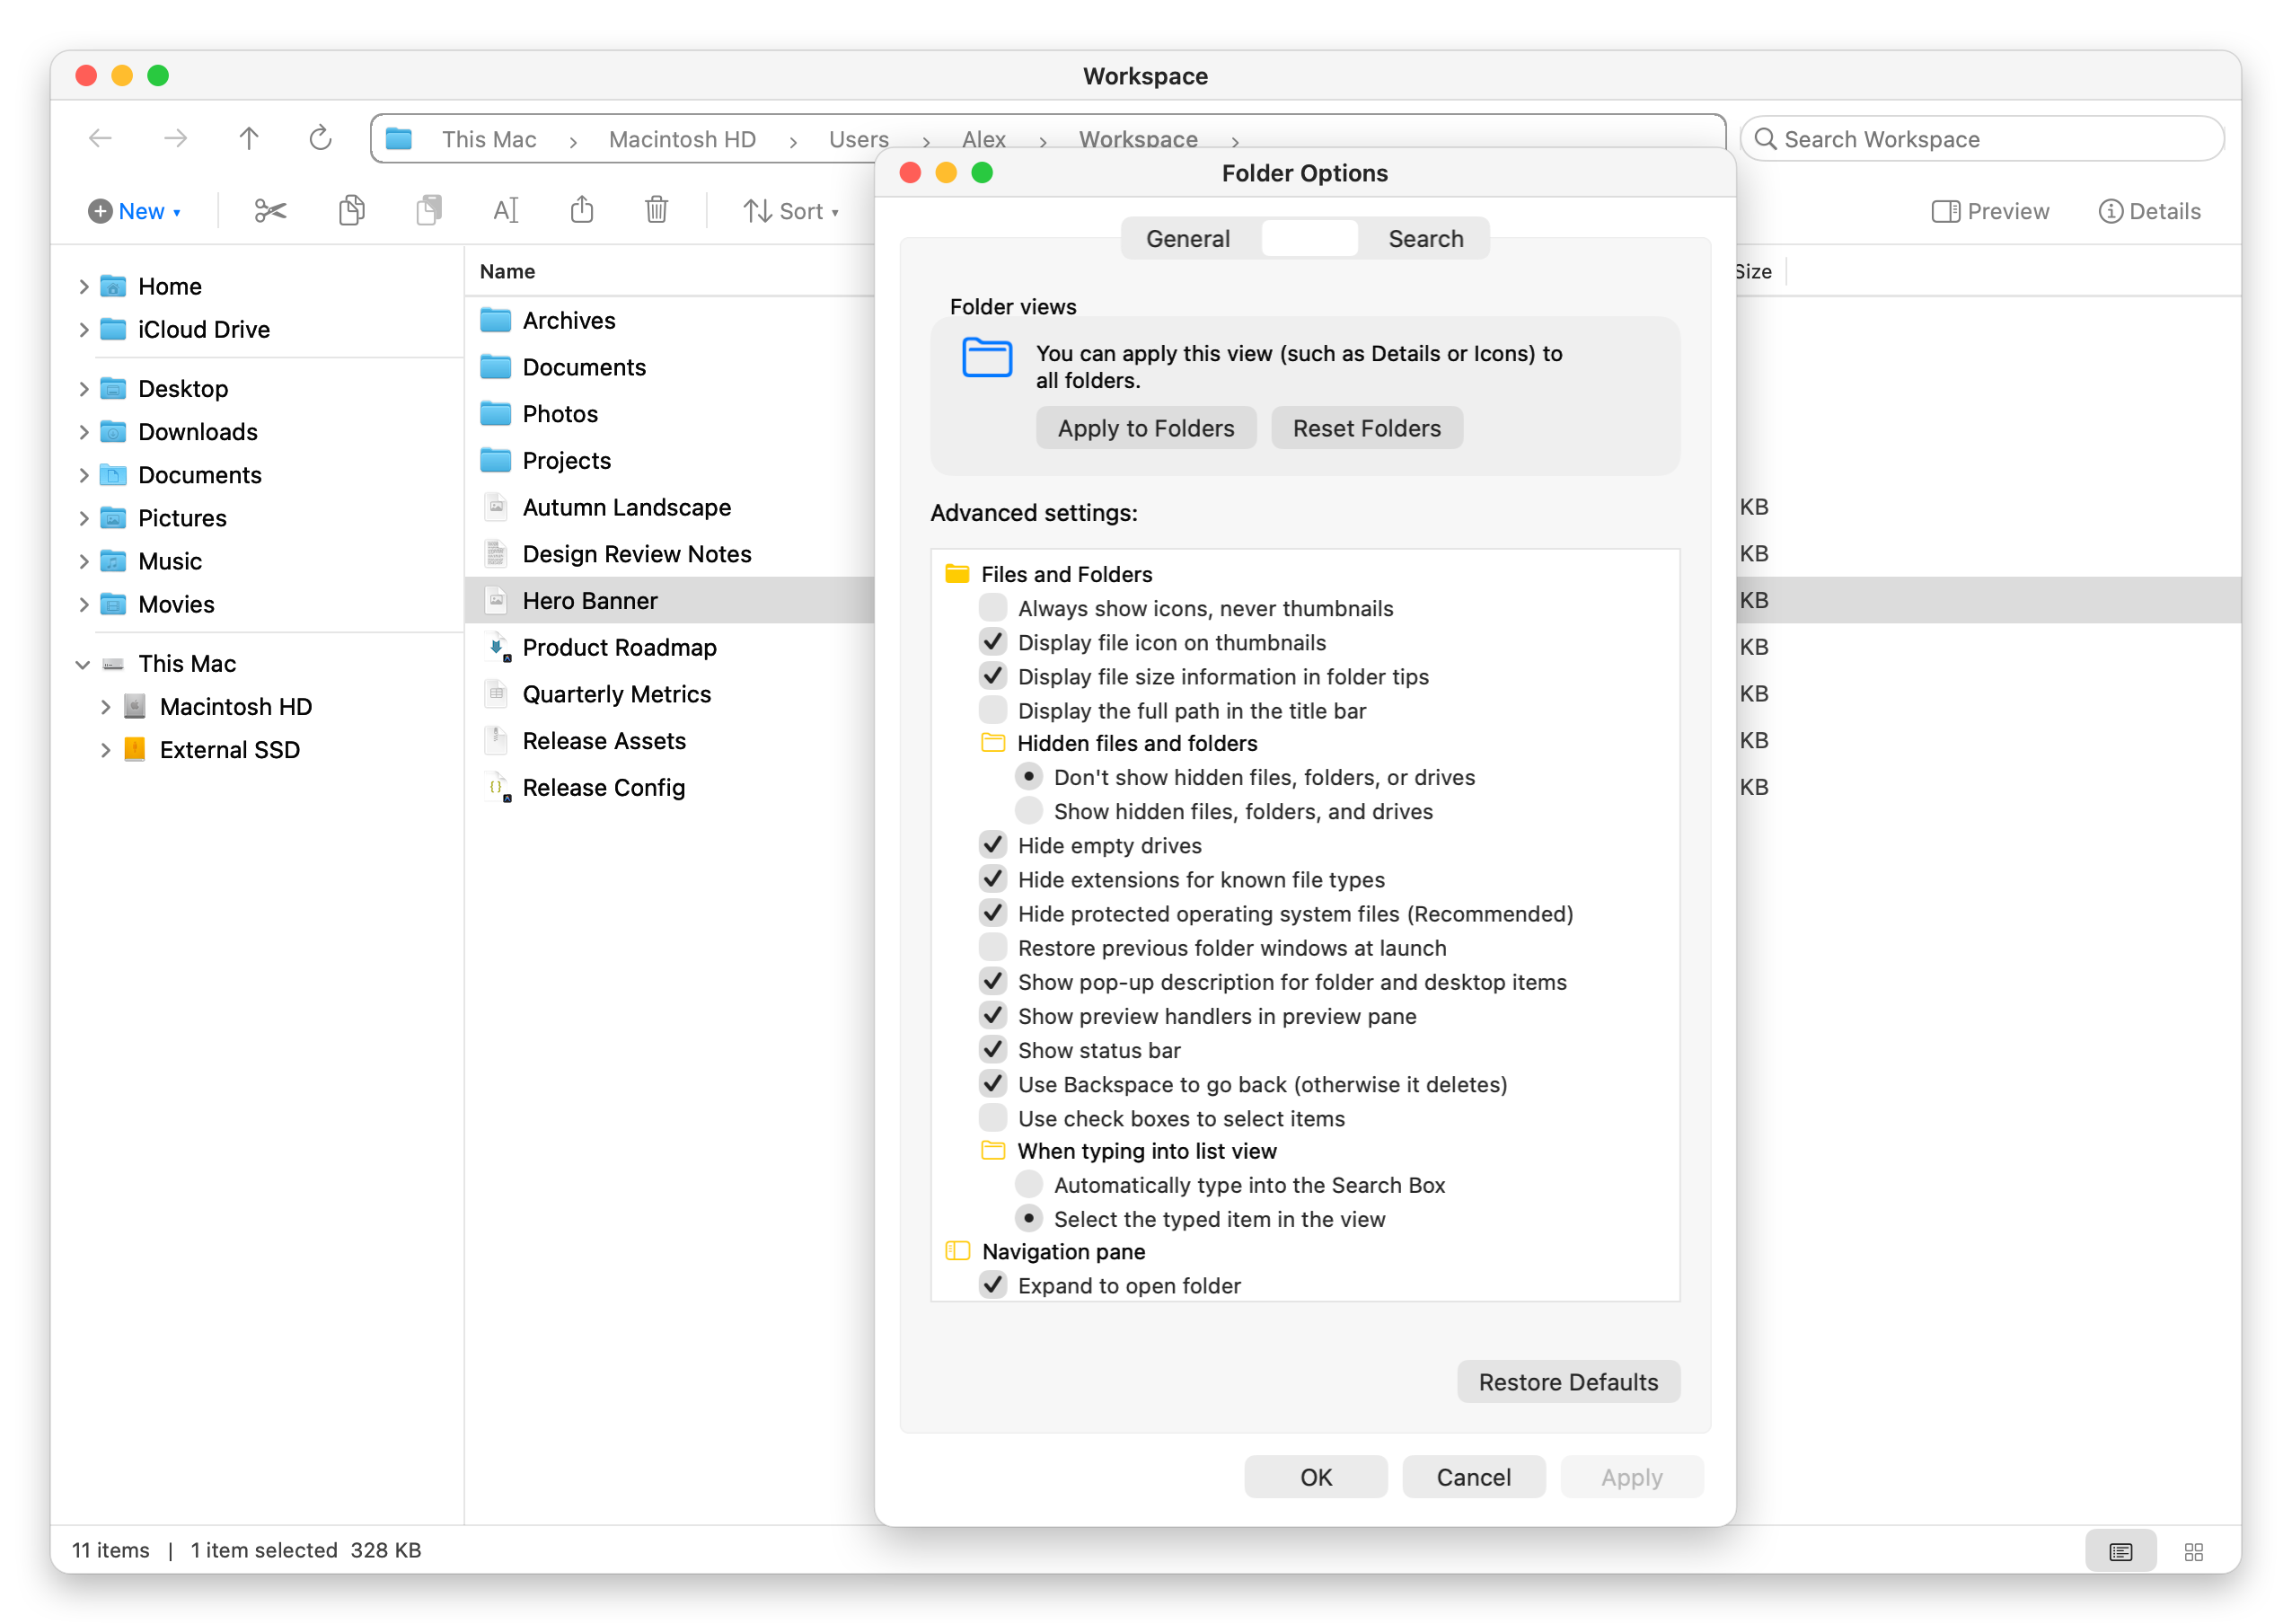 Workspace
This Mac › Macintosh HD › Users › Alex › Workspace ›
Search Workspace
New
Sort
Preview
Details
Home
iCloud Drive
Desktop
Downloads
Documents
Pictures
Music
Movies
This Mac
Macintosh HD
External SSD
Name
Archives
Documents
Photos
Projects
Autumn Landscape
Design Review Notes
Hero Banner
Product Roadmap
Quarterly Metrics
Release Assets
Release Config
Folder Options
General
Search
Folder views
You can apply this view (such as Details or Icons) to
all folders.
Apply to Folders
Reset Folders
Advanced settings:
Files and Folders
Always show icons, never thumbnails
Display file icon on thumbnails
Display file size information in folder tips
Display the full path in the title bar
Hidden files and folders
Don't show hidden files, folders, or drives
Show hidden files, folders, and drives
Hide empty drives
Hide extensions for known file types
Hide protected operating system files (Recommended)
Restore previous folder windows at launch
Show pop-up description for folder and desktop items
Show preview handlers in preview pane
Show status bar
Use Backspace to go back (otherwise it deletes)
Use check boxes to select items
When typing into list view
Automatically type into the Search Box
Select the typed item in the view
Navigation pane
Expand to open folder
Restore Defaults
OK
Cancel
Apply
Size
KB
KB
KB
KB
KB
KB
KB
11 items | 1 item selected 328 KB